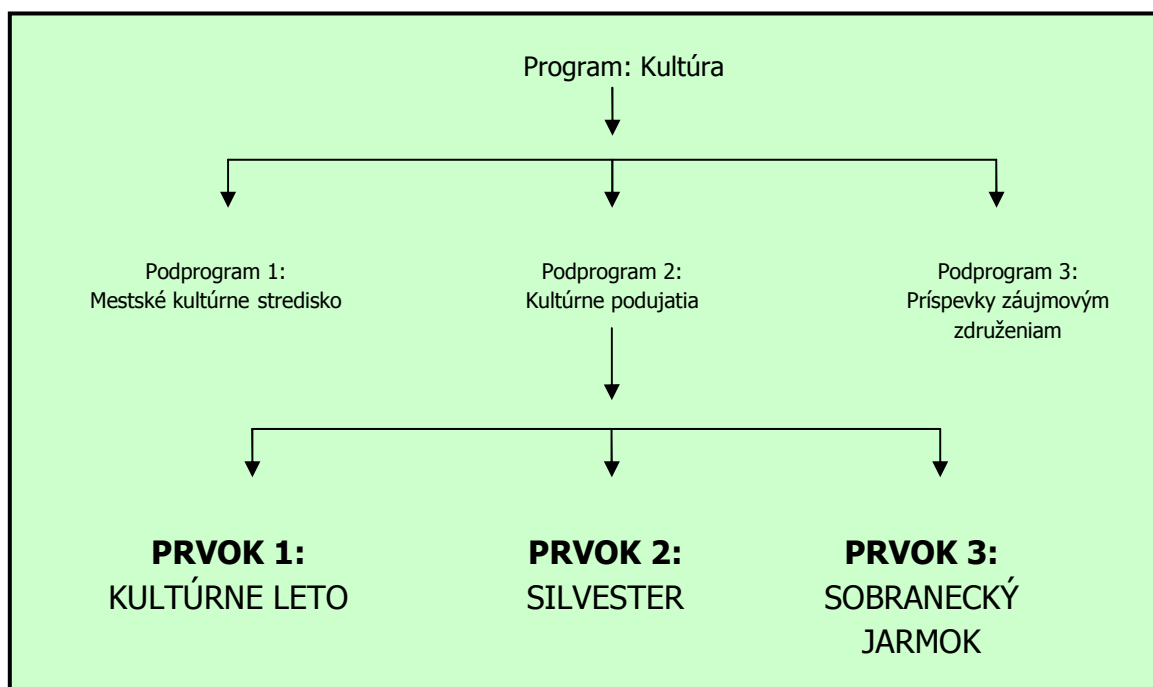 Program: Kultúra
Podprogram 1:
Mestské kultúrne stredisko
Podprogram 2:
Kultúrne podujatia
Podprogram 3:
Príspevky záujmovým
združeniam
PRVOK 1:
KULTÚRNE LETO
PRVOK 2:
SILVESTER
PRVOK 3:
SOBRANECKÝ
JARMOK